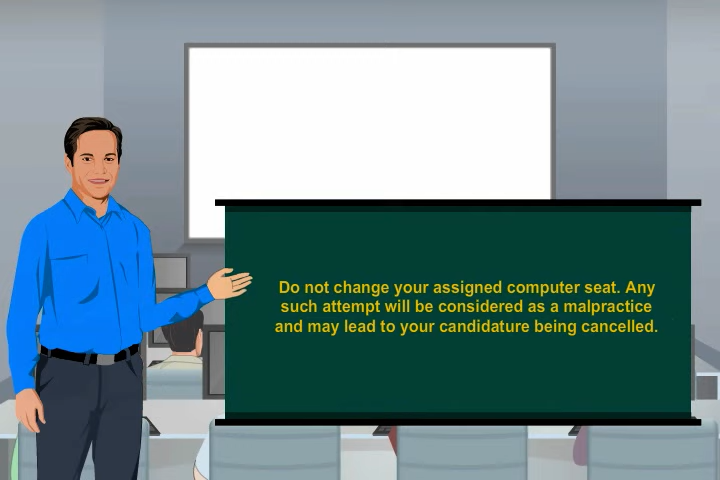 Do not change your assigned computer seat. Any
such attempt will be considered as a malpractice
and may lead to your candidature being cancelled.